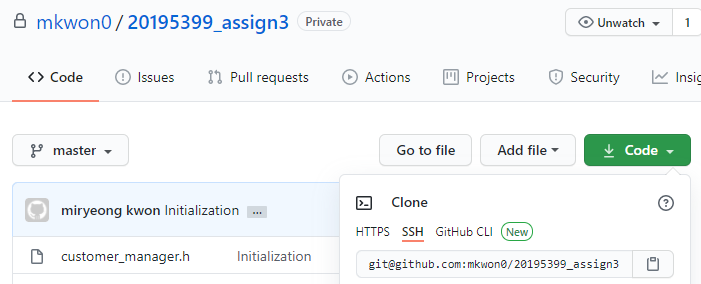 mkwon0 / 20195399_assign3 Private Unwatch 1
Code Issues Pull requests Actions Projects Security
master Go to file Add file Code
miryeong kwon Initialization ...
Clone
HTTPS SSH GitHub CLI New
customer_manager.h Initialization
git@github.com:mkwon0/20195399_assign3